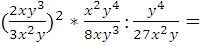 (2xy³/3x²y)² * x²y⁴/8xy³ : y⁴/27x²y =